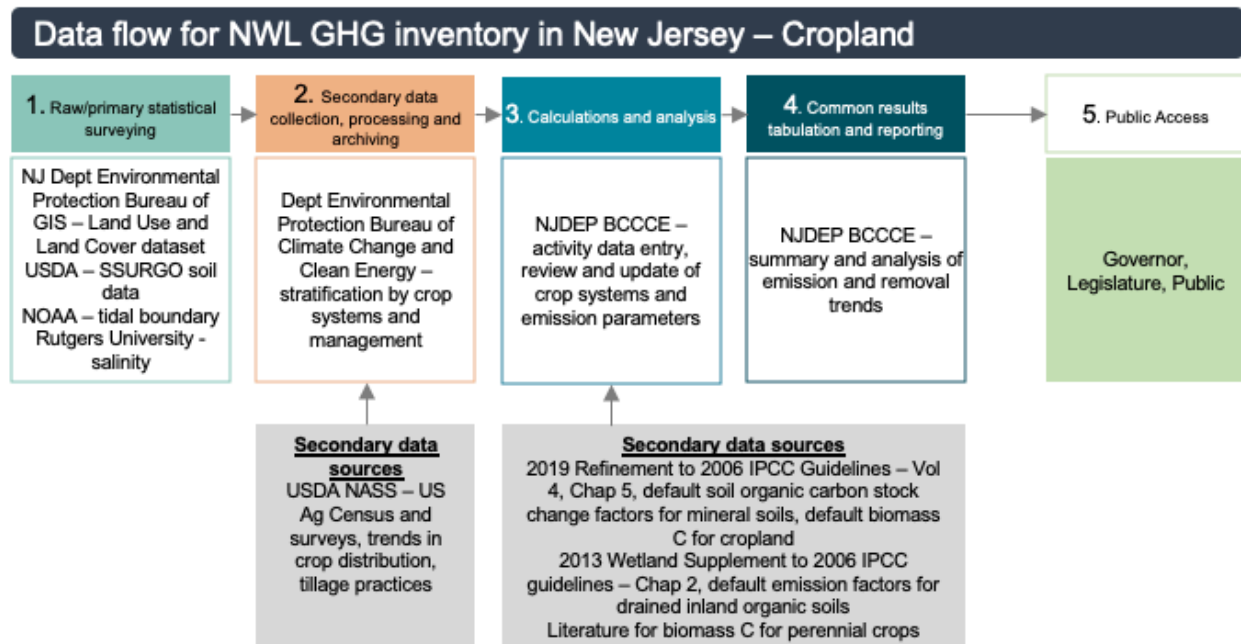 Data flow for NWL GHG inventory in New Jersey – Cropland
1. Raw/primary statistical
surveying
2. Secondary data
collection, processing and
archiving
3. Calculations and analysis
4. Common results
tabulation and reporting
5. Public Access
NJ Dept Environmental
Protection Bureau of
GIS – Land Use and
Land Cover dataset
USDA – SSURGO soil
data
NOAA – tidal boundary
Rutgers University -
salinity
Dept Environmental
Protection Bureau of
Climate Change and
Clean Energy –
stratification by crop
systems and
management
NJDEP BCCCE –
activity data entry,
review and update of
crop systems and
emission parameters
NJDEP BCCCE –
summary and analysis of
emission and removal
trends
Governor,
Legislature, Public
Secondary data
sources
USDA NASS – US
Ag Census and
surveys, trends in
crop distribution,
tillage practices
Secondary data sources
2019 Refinement to 2006 IPCC Guidelines – Vol
4, Chap 5, default soil organic carbon stock
change factors for mineral soils, default biomass
C for cropland
2013 Wetland Supplement to 2006 IPCC
guidelines – Chap 2, default emission factors for
drained inland organic soils
Literature for biomass C for perennial crops